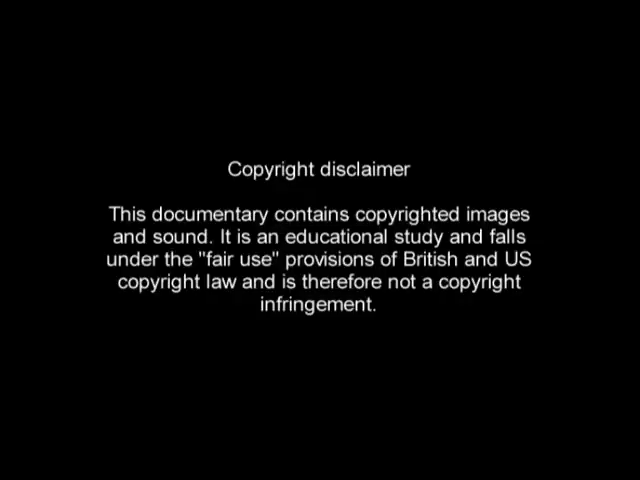 Copyright disclaimer
This documentary contains copyrighted images
and sound. It is an educational study and falls
under the "fair use" provisions of British and US
copyright law and is therefore not a copyright
infringement.